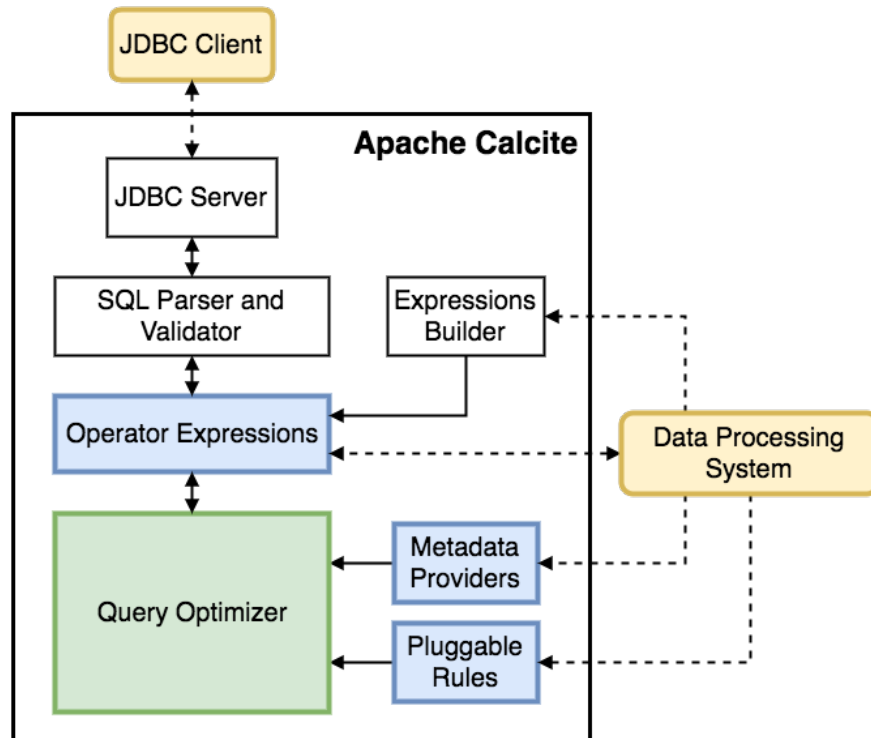 JDBC Client
Apache Calcite
JDBC Server
SQL Parser and
Validator
Expressions
Builder
Operator Expressions
Data Processing
System
Metadata
Providers
Query Optimizer
Pluggable
Rules